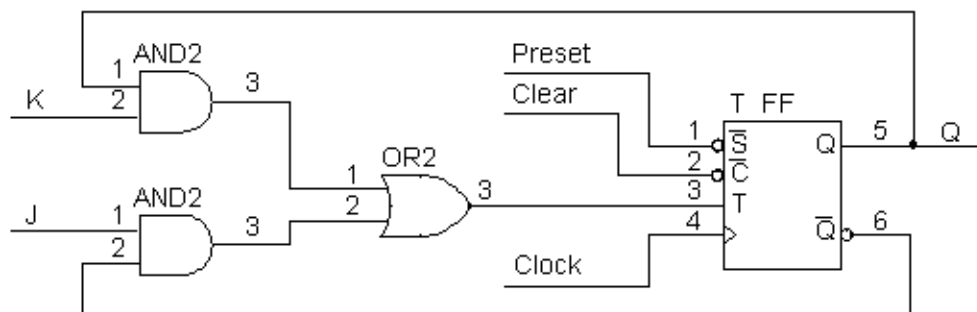 AND2
1
2
3
K
AND2
1
2
3
J
OR2
1
2
3
Preset
Clear
Clock
T FF
1
2
3
4
S̅
C̅
T
Q
Q̅
5
6
Q